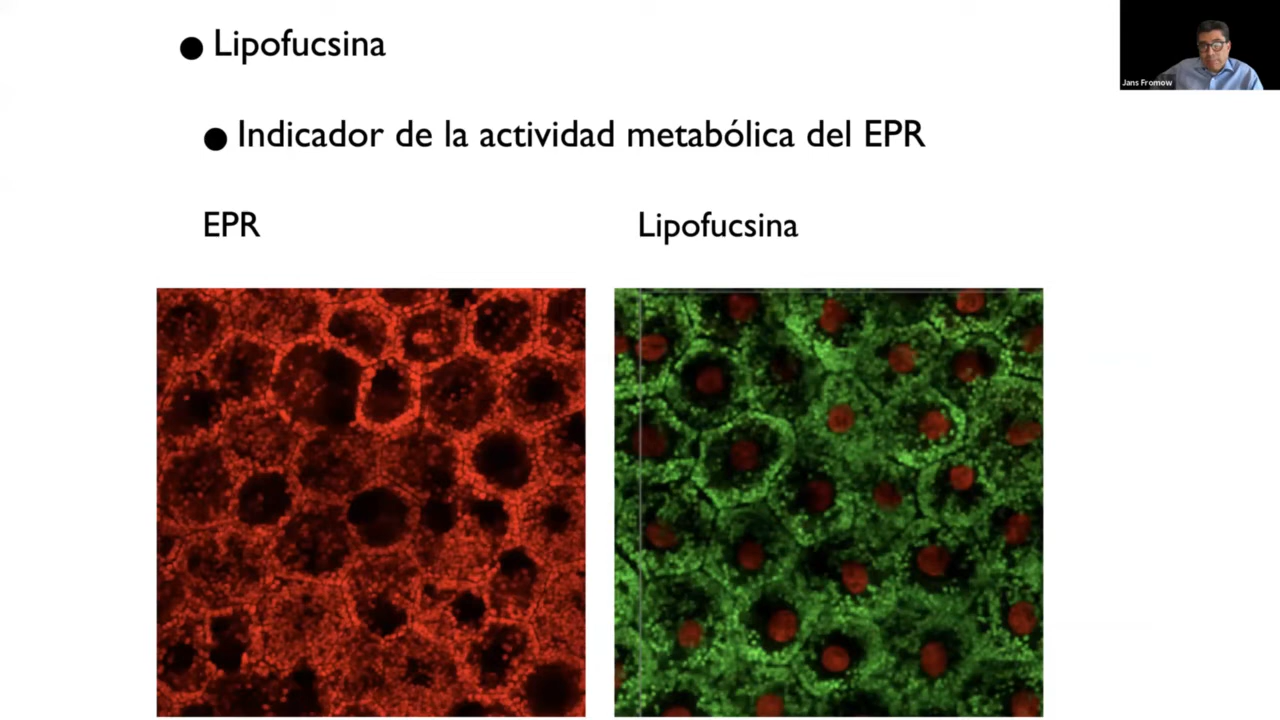 Lipofucsina
Indicador de la actividad metabólica del EPR
EPR
Lipofucsina
Jans Fromow